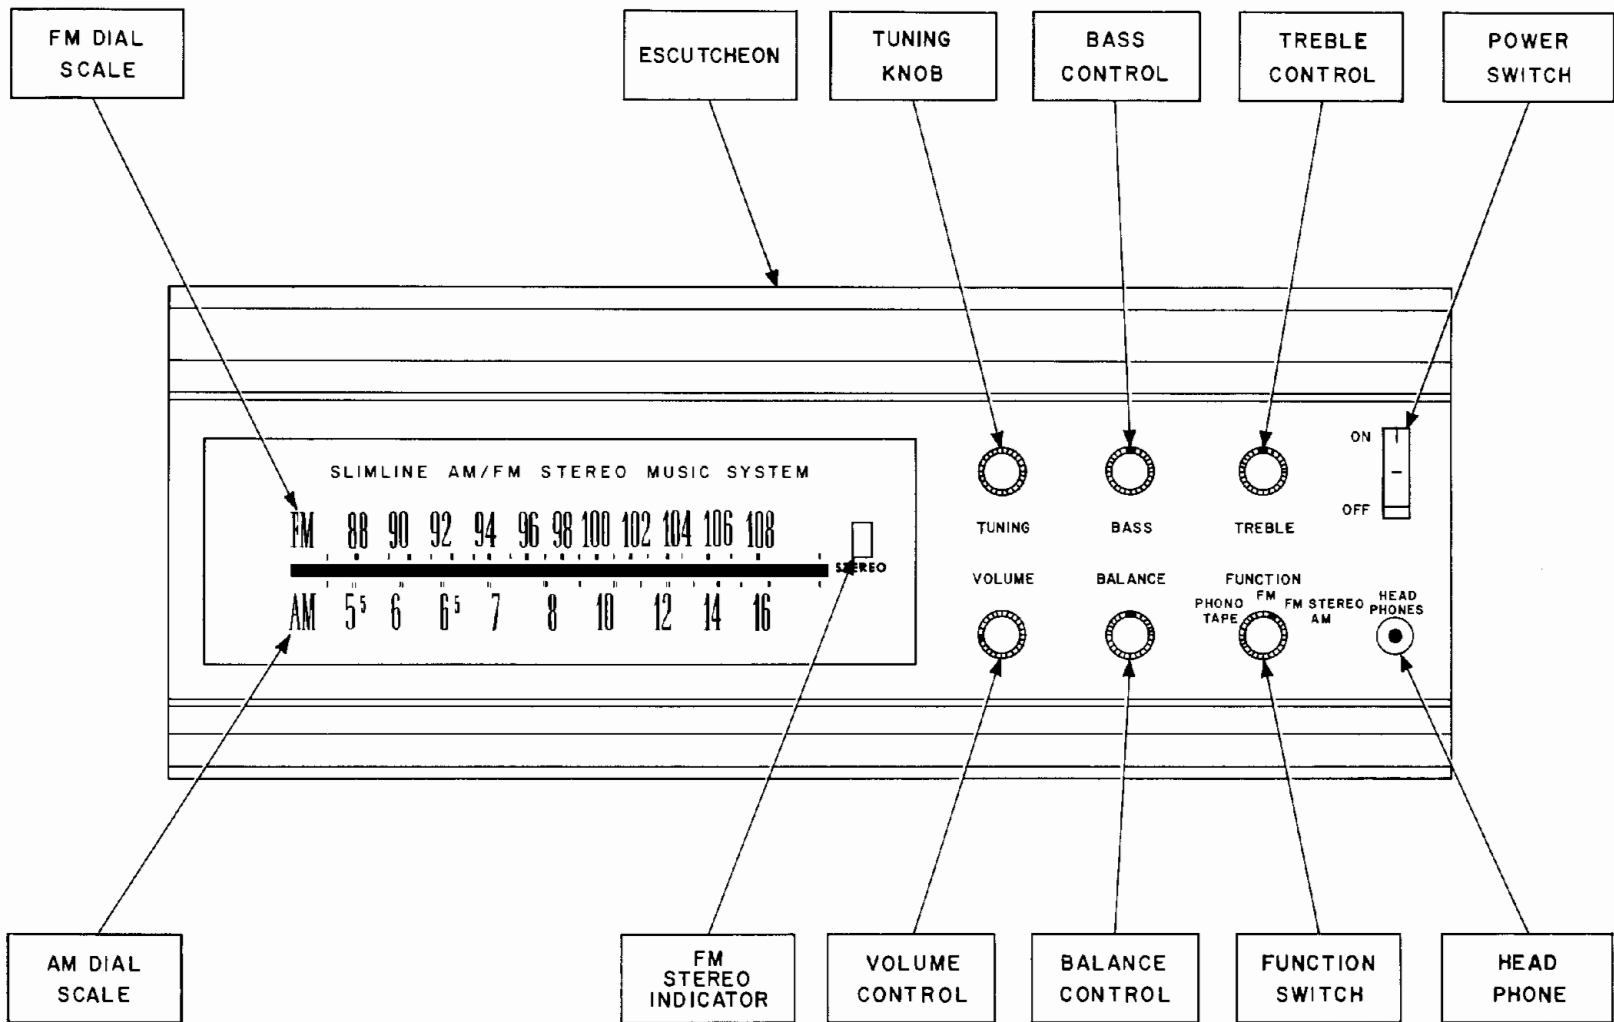 FM DIAL
SCALE
ESCUTCHEON
TUNING
KNOB
BASS
CONTROL
TREBLE
CONTROL
POWER
SWITCH
SLIMLINE AM/FM STEREO MUSIC SYSTEM
FM 88 90 92 94 96 98 100 102 104 106 108
STEREO
AM 5⁵ 6 6⁵ 7 8 10 12 14 16
ON
OFF
TUNING
BASS
TREBLE
VOLUME
BALANCE
FUNCTION
FM
PHONO
TAPE
FM STEREO
AM
HEAD
PHONES
AM DIAL
SCALE
FM
STEREO
INDICATOR
VOLUME
CONTROL
BALANCE
CONTROL
FUNCTION
SWITCH
HEAD
PHONE